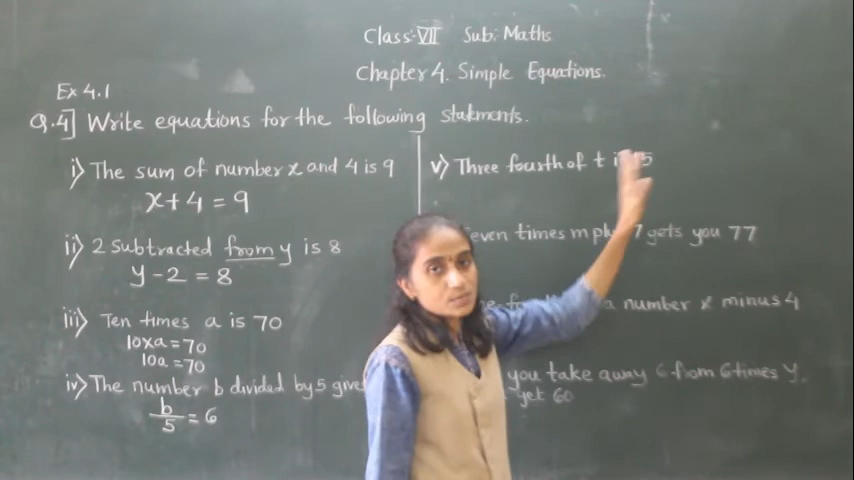 Class-VII Sub: Maths
Chapter 4. Simple Equations.
Ex 4.1
Q.4] Write equations for the following statements.
i) The sum of number x and 4 is 9
x + 4 = 9
ii) 2 Subtracted from y is 8
y - 2 = 8
iii) Ten times a is 70
10xa = 70
10a = 70
iv) The number b divided by 5 gives
b/5 = 6
v) Three fourth of t is 15
even times m plus 7 gets you 77
a number x minus 4
you take away 6 from 6 times y.
get 60